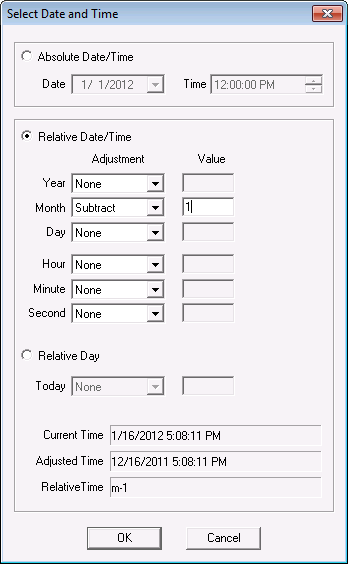 Select Date and Time
Absolute Date/Time
Date 1/ 1/2012 Time 12:00:00 PM
Relative Date/Time
Adjustment Value
Year None
Month Subtract 1
Day None
Hour None
Minute None
Second None
Relative Day
Today None
Current Time 1/16/2012 5:08:11 PM
Adjusted Time 12/16/2011 5:08:11 PM
RelativeTime m-1
OK Cancel